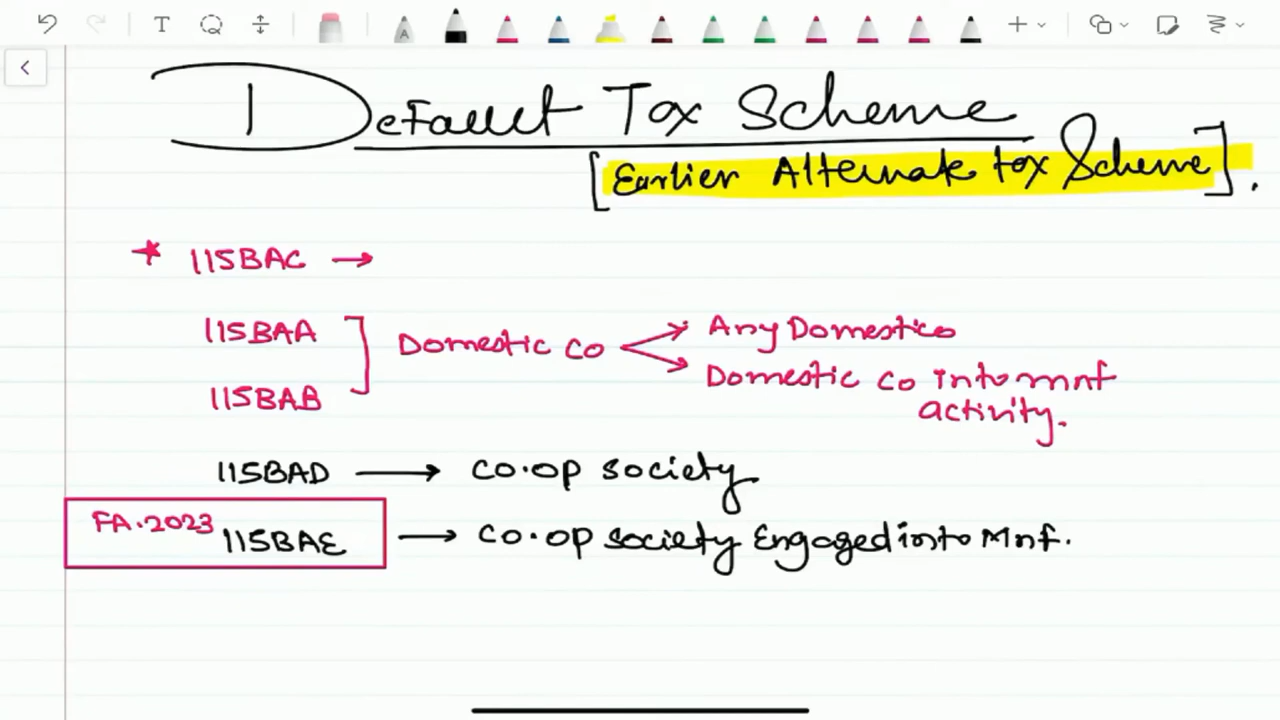 Default Tax Scheme
[Earlier Alternate tax Scheme].
* 115BAC →
115BAA
115BAB
Domestic Co
Any Domestic co
Domestic co into mnf
activity.
115BAD → Co.op society
FA.2023 115BAE → Co.op society Engaged into Mnf.